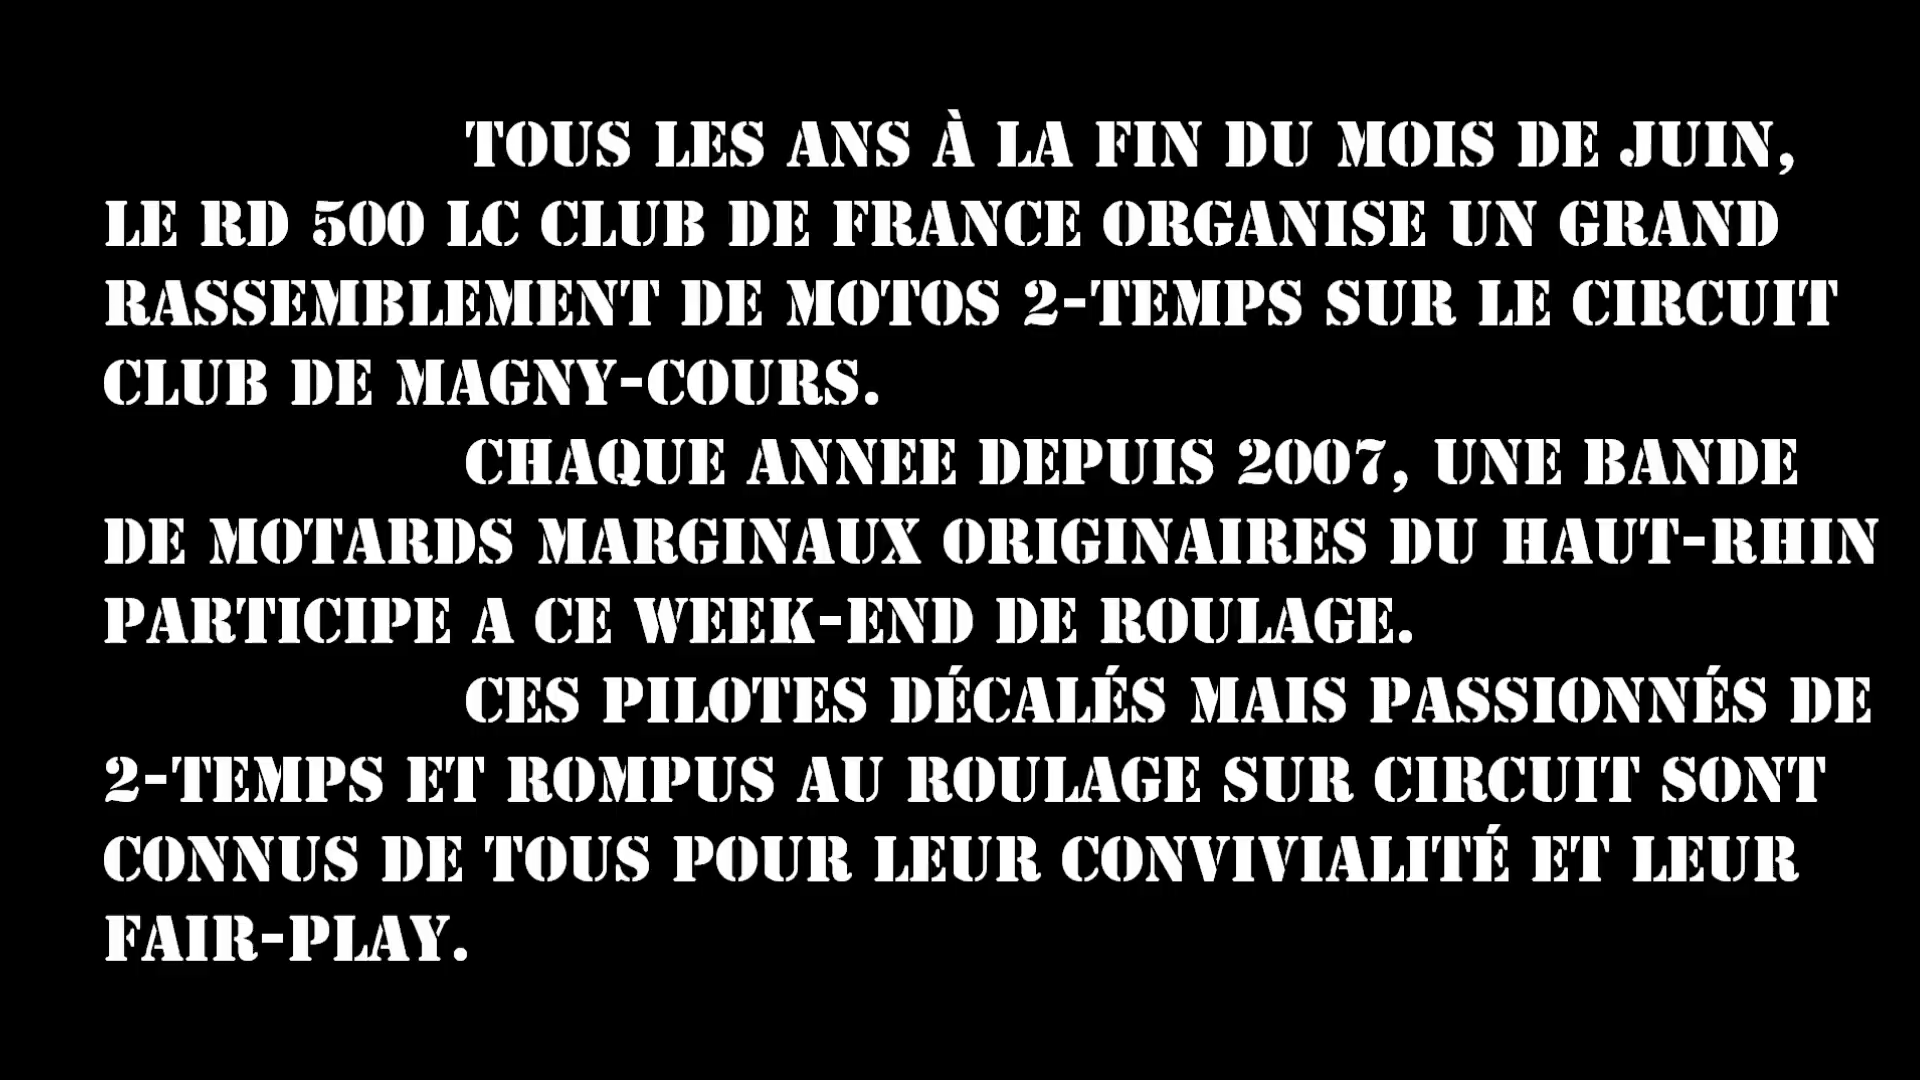 TOUS LES ANS À LA FIN DU MOIS DE JUIN,
LE RD 500 LC CLUB DE FRANCE ORGANISE UN GRAND
RASSEMBLEMENT DE MOTOS 2-TEMPS SUR LE CIRCUIT
CLUB DE MAGNY-COURS.
CHAQUE ANNEE DEPUIS 2007, UNE BANDE
DE MOTARDS MARGINAUX ORIGINAIRES DU HAUT-RHIN
PARTICIPE A CE WEEK-END DE ROULAGE.
CES PILOTES DÉCALÉS MAIS PASSIONNÉS DE
2-TEMPS ET ROMPUS AU ROULAGE SUR CIRCUIT SONT
CONNUS DE TOUS POUR LEUR CONVIVIALITÉ ET LEUR
FAIR-PLAY.